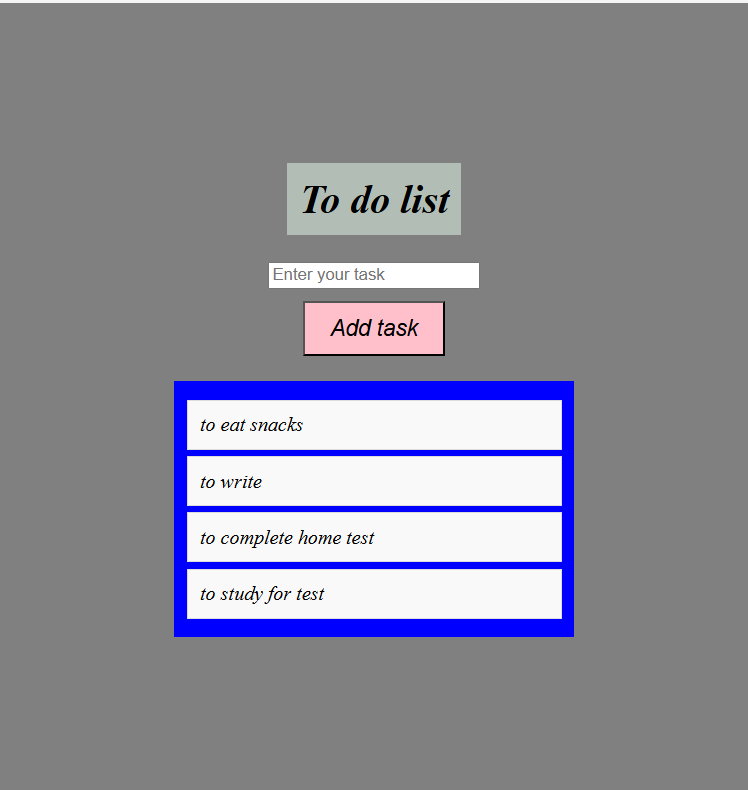 To do list
Enter your task
Add task
to eat snacks
to write
to complete home test
to study for test